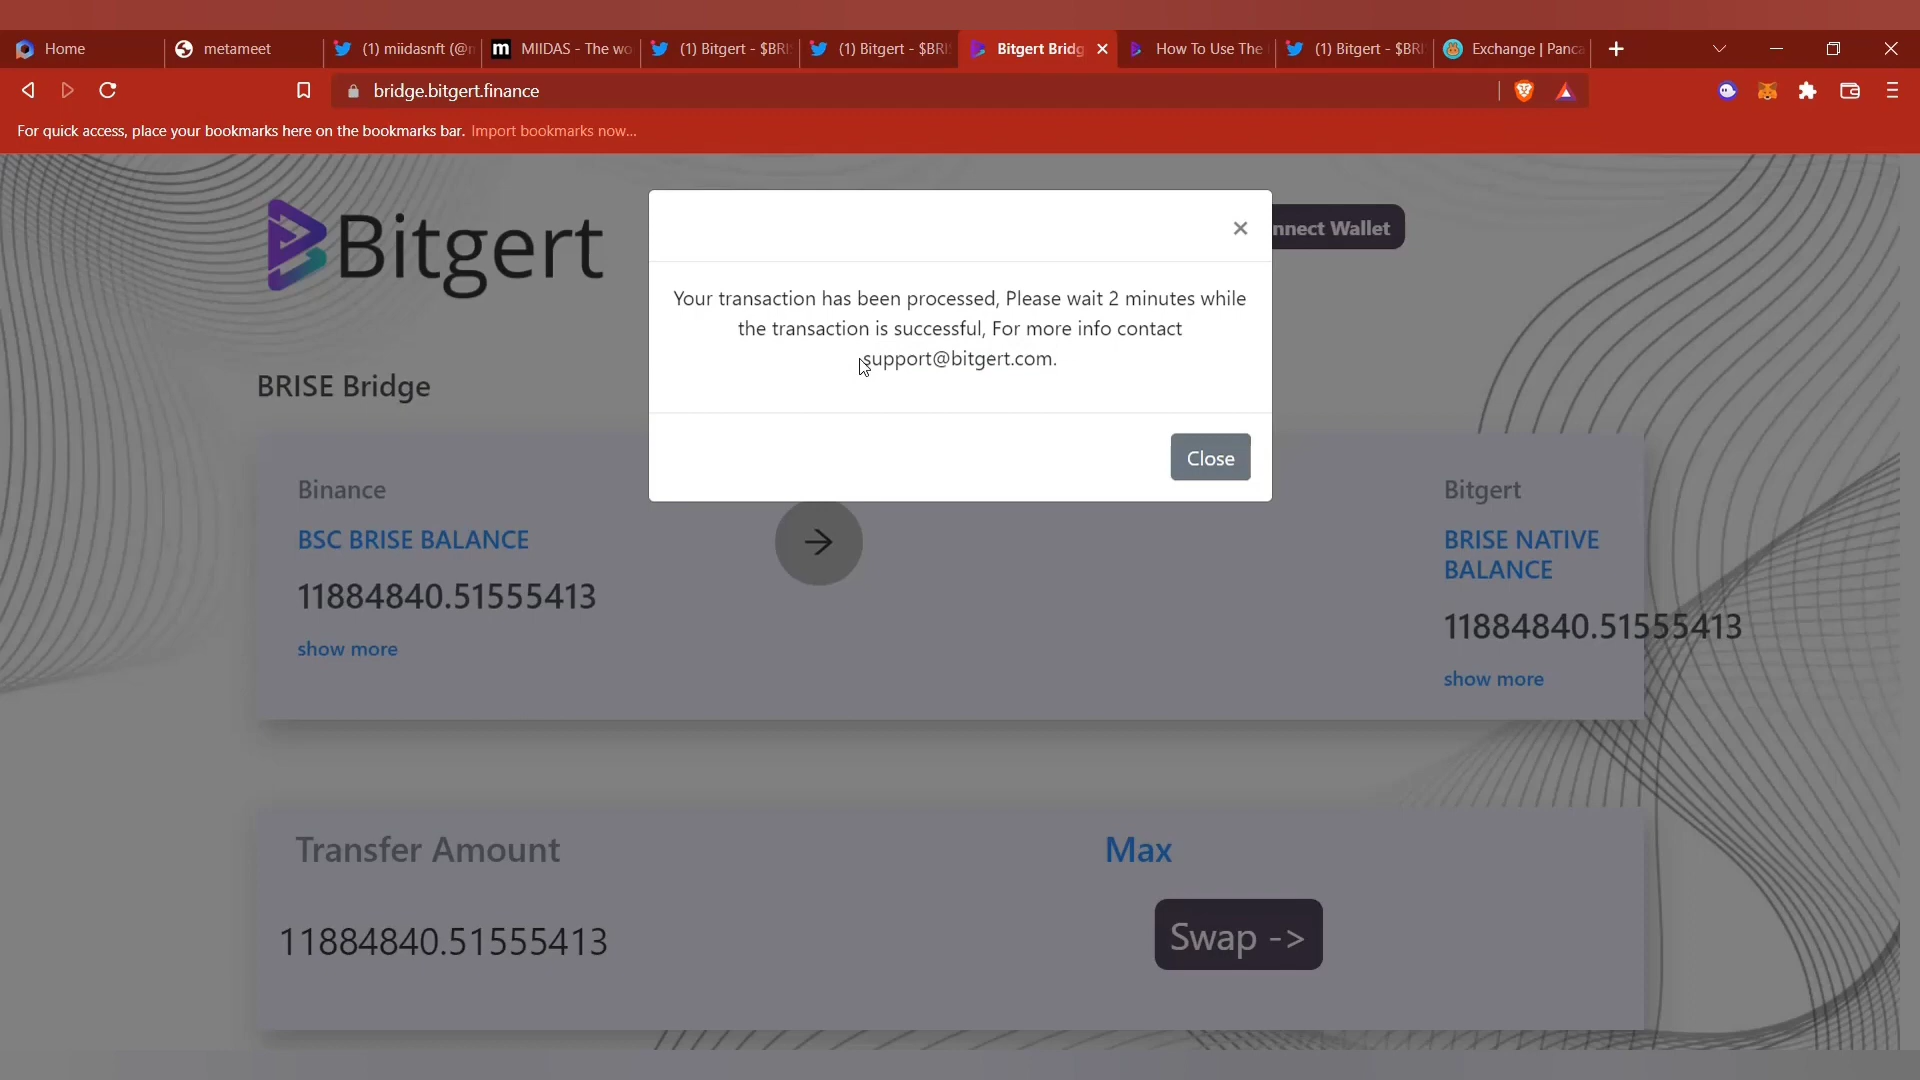 Home
metameet
(1) miidasnft (@m
MIIDAS - The wo
(1) Bitgert - $BRI
(1) Bitgert - $BRI
Bitgert Bridg
How To Use The
(1) Bitgert - $BRI
Exchange | Panca
bridge.bitgert.finance
For quick access, place your bookmarks here on the bookmarks bar. Import bookmarks now...
Bitgert
nnect Wallet
Your transaction has been processed, Please wait 2 minutes while
the transaction is successful, For more info contact
support@bitgert.com.
Close
BRISE Bridge
Binance
BSC BRISE BALANCE
11884840.51555413
show more
Bitgert
BRISE NATIVE
BALANCE
11884840.51555413
show more
Transfer Amount
Max
11884840.51555413
Swap ->